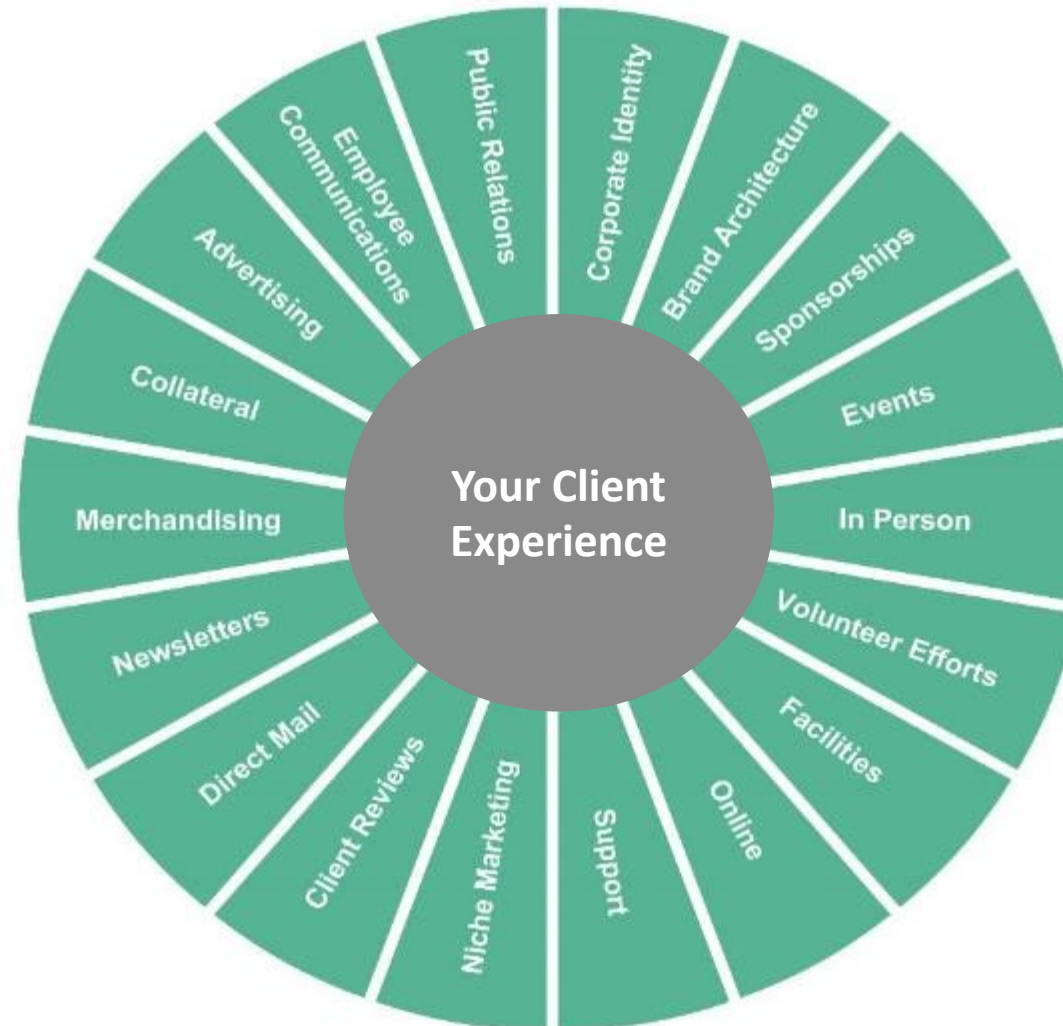 Your Client
Experience
Corporate Identity
Brand Architecture
Sponsorships
Events
In Person
Volunteer Efforts
Facilities
Online
Support
Niche Marketing
Client Reviews
Direct Mail
Newsletters
Merchandising
Collateral
Advertising
Employee
Communications
Public Relations